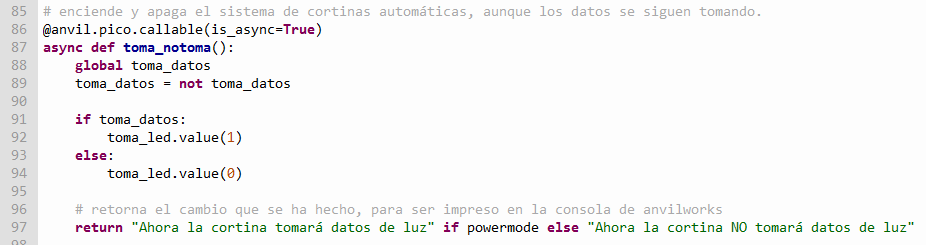 85 # enciende y apaga el sistema de cortinas automáticas, aunque los datos se siguen tomando.
86 @anvil.pico.callable(is_async=True)
87 async def toma_notoma():
88     global toma_datos
89     toma_datos = not toma_datos
90
91     if toma_datos:
92         toma_led.value(1)
93     else:
94         toma_led.value(0)
95
96     # retorna el cambio que se ha hecho, para ser impreso en la consola de anvilworks
97     return "Ahora la cortina tomará datos de luz" if powermode else "Ahora la cortina NO tomará datos de luz"
98